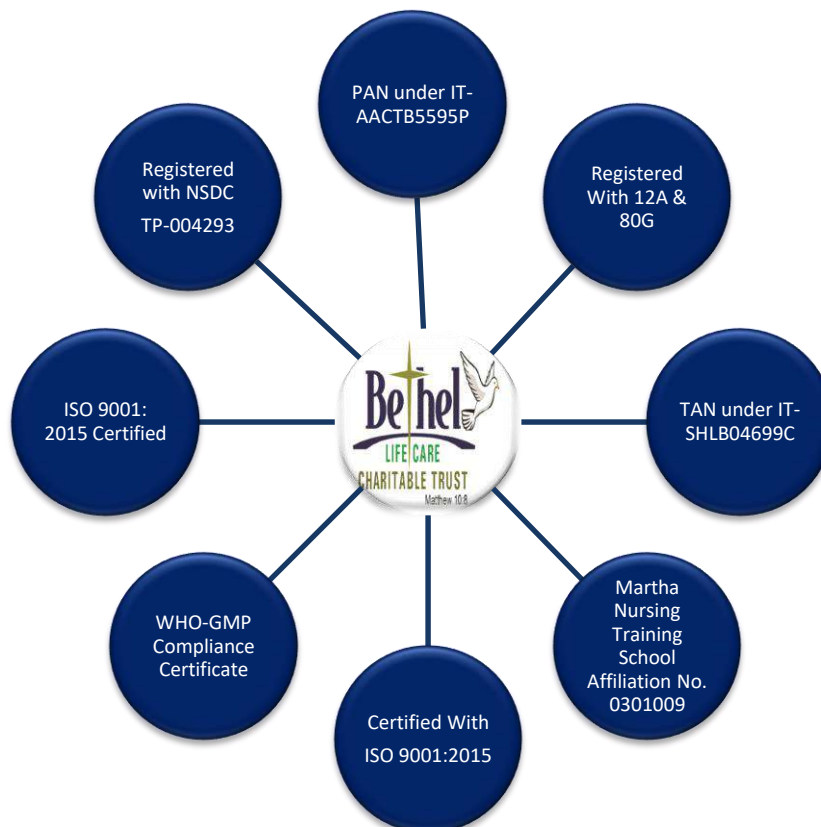 PAN under IT-
AACTB5595P
Registered
With 12A &
80G
TAN under IT-
SHLB04699C
Martha
Nursing
Training
School
Affiliation No.
0301009
Certified With
ISO 9001:2015
WHO-GMP
Compliance
Certificate
ISO 9001:
2015 Certified
Registered
with NSDC
TP-004293
Bethel
LIFE CARE
CHARITABLE TRUST
Matthew 10:8